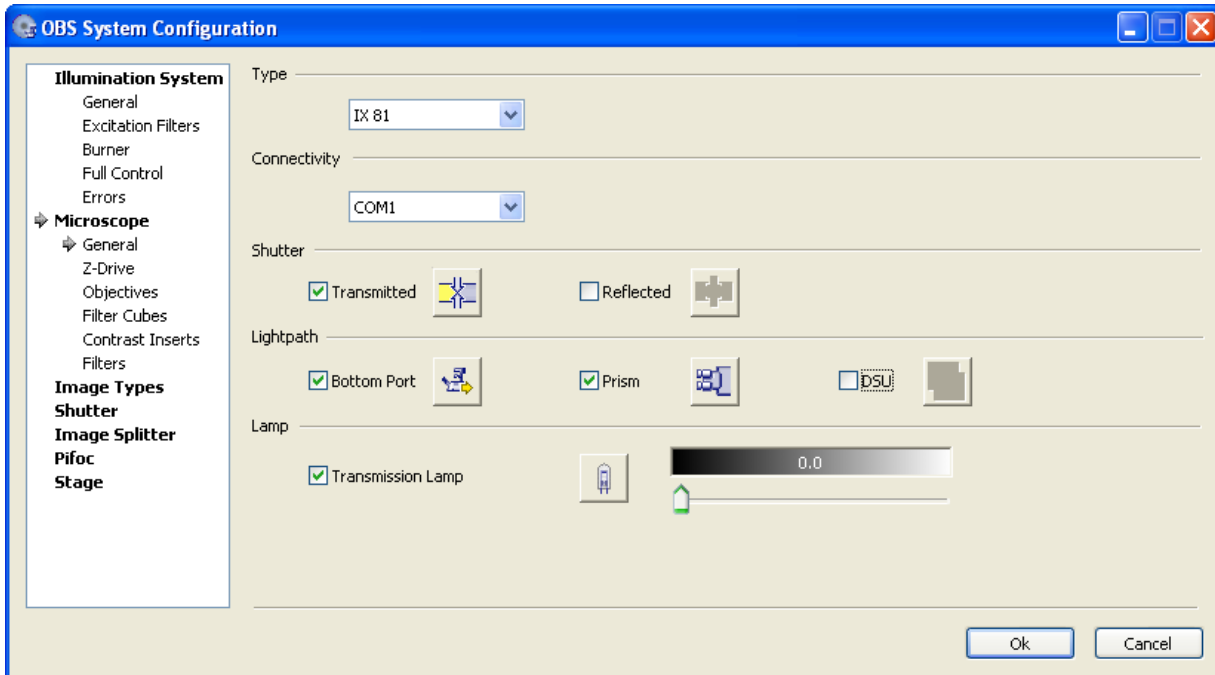 OBS System Configuration
Illumination System
General
Excitation Filters
Burner
Full Control
Errors
Microscope
General
Z-Drive
Objectives
Filter Cubes
Contrast Inserts
Filters
Image Types
Shutter
Image Splitter
Pifoc
Stage
Type
IX 81
Connectivity
COM1
Shutter
Transmitted Reflected
Lightpath
Bottom Port Prism DSU
Lamp
Transmission Lamp 0.0
Ok Cancel